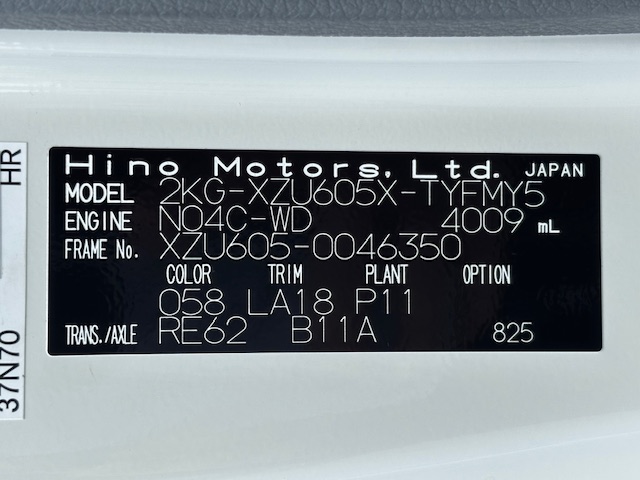 Hino Motors, Ltd. JAPAN
MODEL 2KG-XZU605X-TYFMY5
ENGINE N04C-WD 4009 mL
FRAME No. XZU605-0046350
COLOR TRIM PLANT OPTION
058 LA18 P11
TRANS./AXLE RE62 B11A 825
37N70 HR